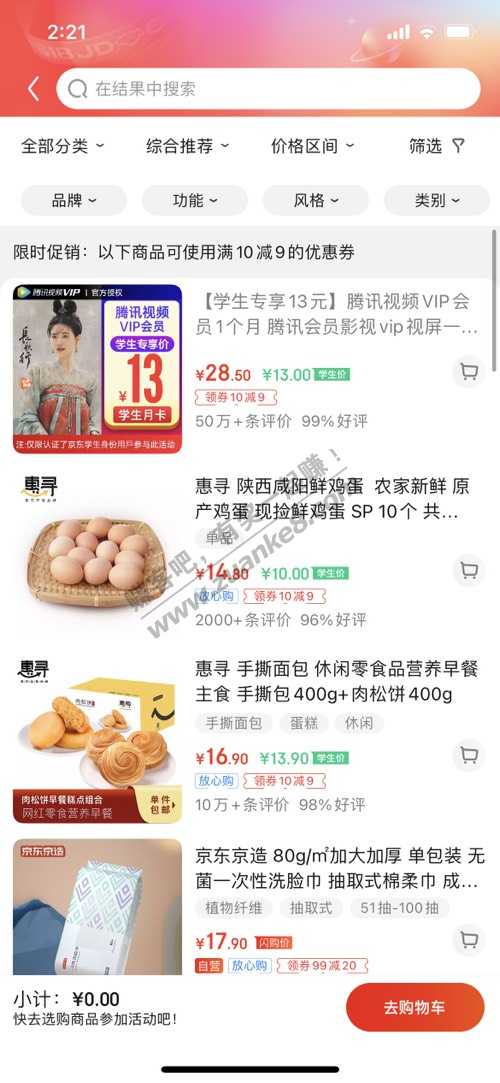 2:21
在结果中搜索
全部分类
综合推荐
价格区间
筛选
品牌
功能
风格
类别
限时促销：以下商品可使用满10减9的优惠券
腾讯视频VIP | 官方授权
腾讯视频
VIP会员
学生专享价
¥13
学生月卡
注:仅限认证了京东学生身份用戶参与此活动
【学生专享13元】腾讯视频VIP会
员1个月 腾讯会员影视vip视屏一...
¥28.50 ¥13.00 学生价
领券10减9
50万+条评价 99%好评
惠寻
惠寻 陕西咸阳鲜鸡蛋 农家新鲜 原
产鸡蛋 现捡鲜鸡蛋 SP 10个 共...
单品
¥14.80 ¥10.00 学生价
放心购 领券10减9
2000+条评价 96%好评
赚客吧，有奖一起赚！
www.zuanke8.com
惠寻
惠寻 手撕面包 休闲零食品营养早餐
主食 手撕包400g+肉松饼400g
手撕面包 蛋糕 休闲
¥16.90 ¥13.90 学生价
放心购 领券10减9
10万+条评价 98%好评
肉松饼早餐糕点组合
网红零食营养早餐
单件
包邮
京东京造
京东京造 80g/㎡加大加厚 单包装 无
菌一次性洗脸巾 抽取式棉柔巾 成...
植物纤维 抽取式 51抽-100抽
¥17.90 闪购价
自营 放心购 领券99减20
小计：¥0.00
快去选购商品参加活动吧！
去购物车